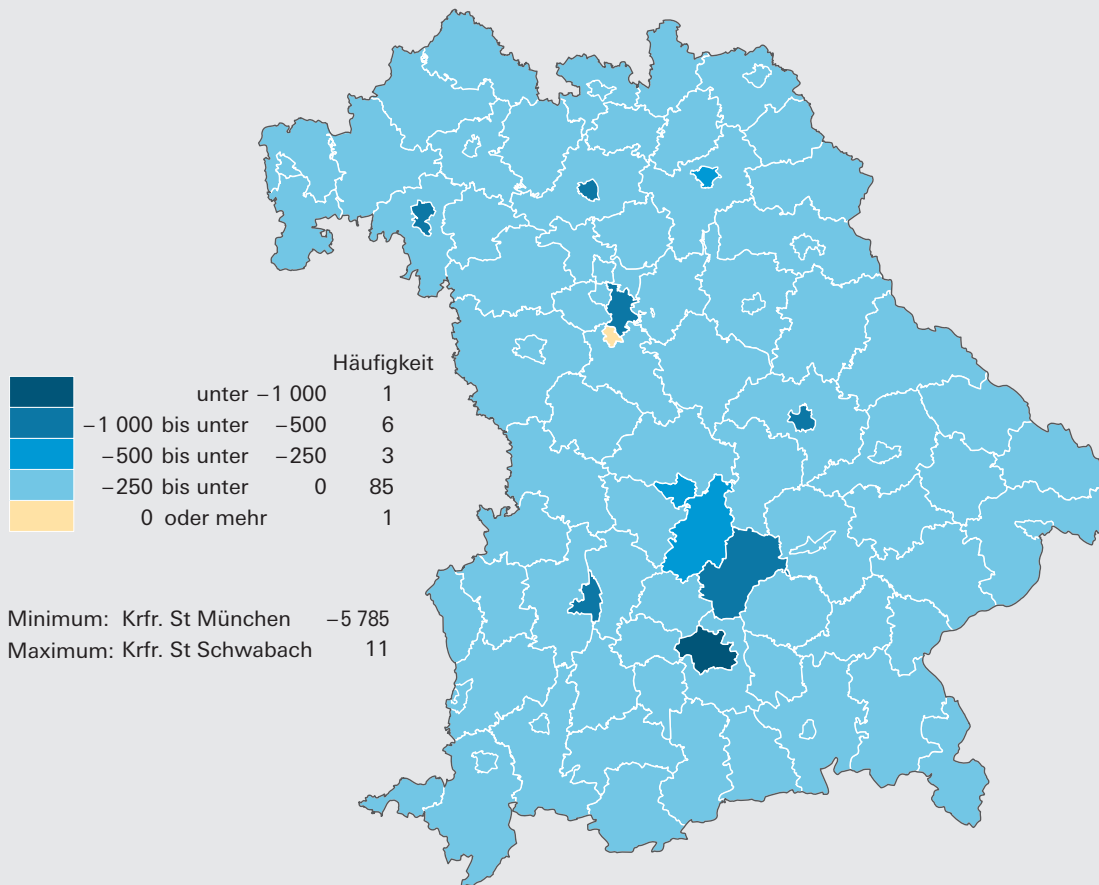 Häufigkeit
unter –1 000 1
–1 000 bis unter –500 6
–500 bis unter –250 3
–250 bis unter 0 85
0 oder mehr 1
Minimum: Krfr. St München –5 785
Maximum: Krfr. St Schwabach 11